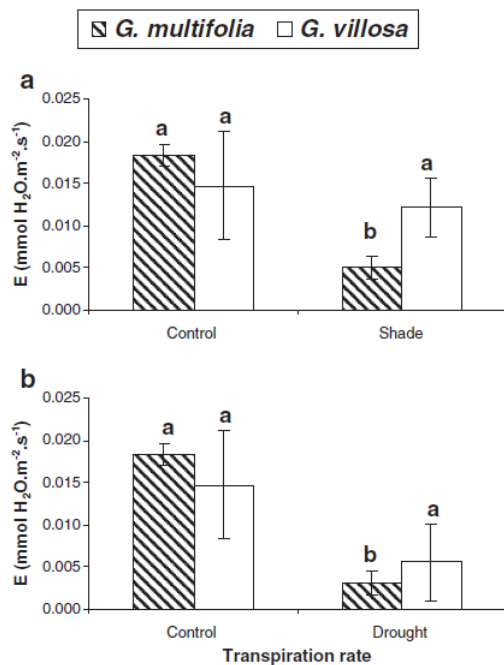 G. multifolia G. villosa
a
E (mmol H₂O.m⁻².s⁻¹)
0.025
0.020
0.015
0.010
0.005
0.000
a
a
b
a
Control
Shade
b
E (mmol H₂O.m⁻².s⁻¹)
0.025
0.020
0.015
0.010
0.005
0.000
a
a
b
a
Control
Drought
Transpiration rate